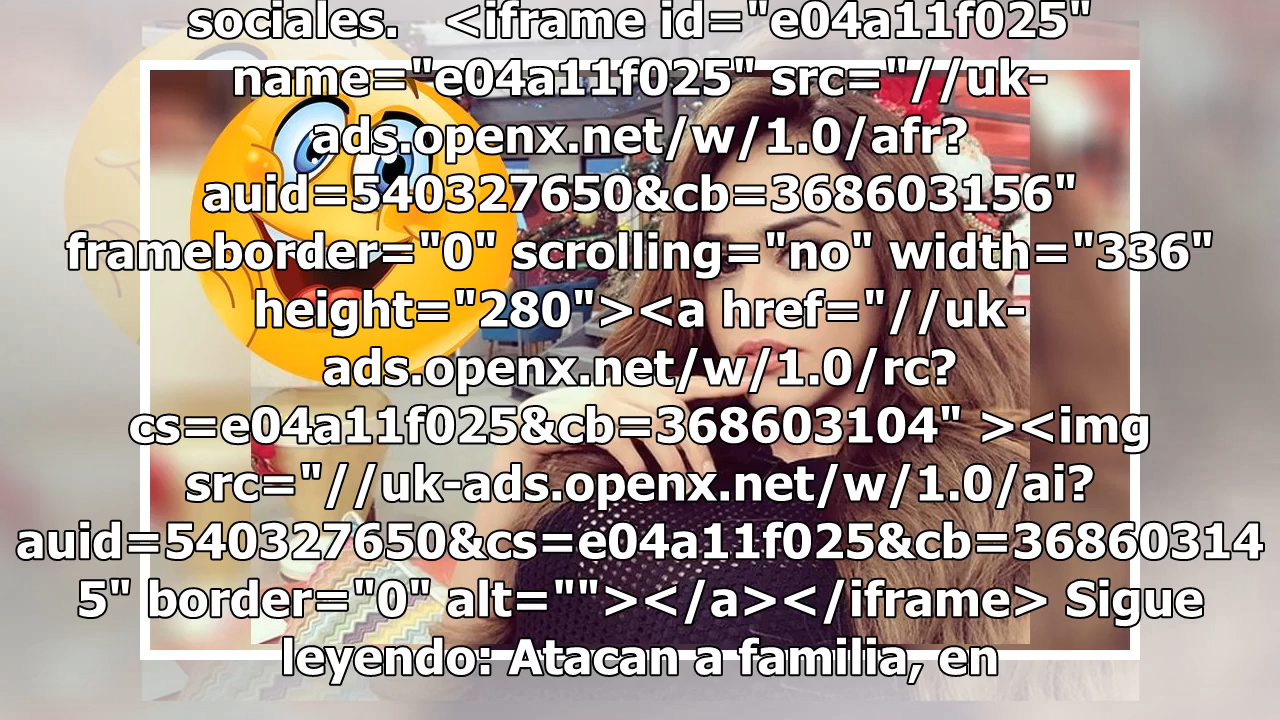 sociales.   <iframe id="e04a11f025"
name="e04a11f025" src="//uk-
ads.openx.net/w/1.0/afr?
auid=540327650&cb=368603156"
frameborder="0" scrolling="no" width="336"
height="280"><a href="//uk-
ads.openx.net/w/1.0/rc?
cs=e04a11f025&cb=368603104" ><img
src="//uk-ads.openx.net/w/1.0/ai?
auid=540327650&cs=e04a11f025&cb=36860314
5" border="0" alt=""></a></iframe> Sigue
leyendo: Atacan a familia, en